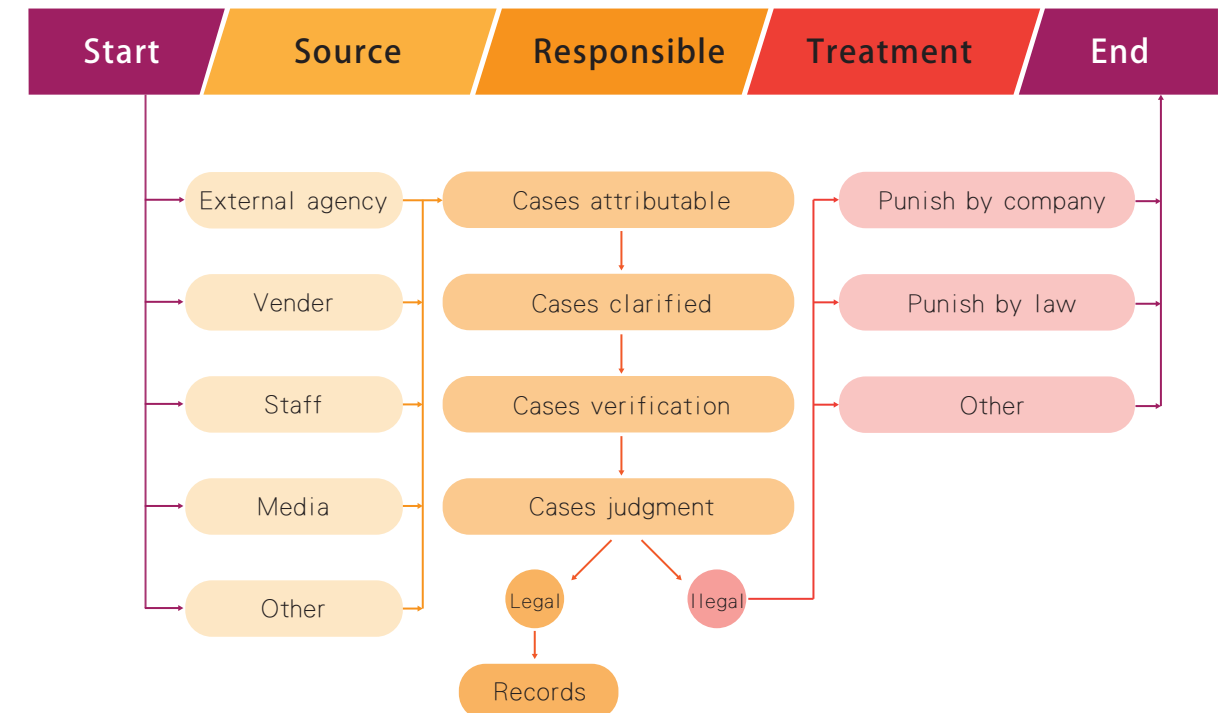 Start
Source
Responsible
Treatment
End
External agency
Vender
Staff
Media
Other
Cases attributable
Cases clarified
Cases verification
Cases judgment
Legal
Ilegal
Records
Punish by company
Punish by law
Other